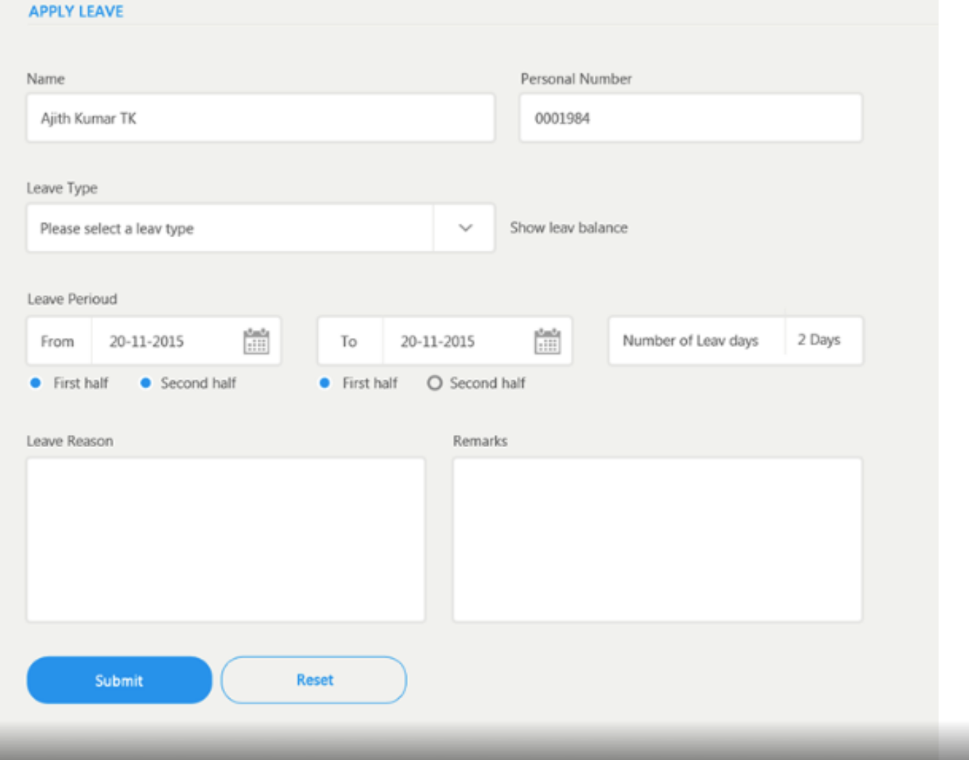 APPLY LEAVE
Name
Personal Number
Ajith Kumar TK
0001984
Leave Type
Please select a leav type
Show leav balance
Leave Perioud
From 20-11-2015
To 20-11-2015
Number of Leav days 2 Days
First half Second half
First half Second half
Leave Reason
Remarks
Submit
Reset